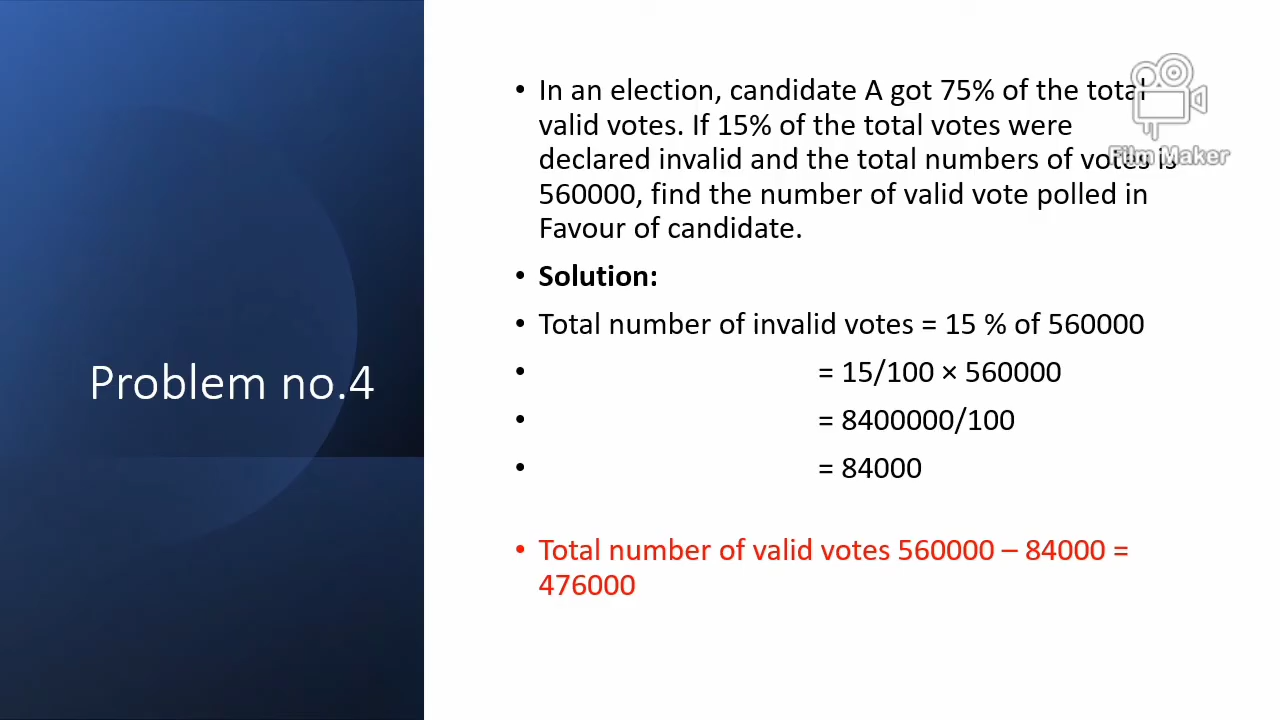 Problem no.4
• In an election, candidate A got 75% of the total
valid votes. If 15% of the total votes were
declared invalid and the total numbers of votes is
560000, find the number of valid vote polled in
Favour of candidate.
• Solution:
• Total number of invalid votes = 15 % of 560000
• = 15/100 × 560000
• = 8400000/100
• = 84000
• Total number of valid votes 560000 – 84000 =
476000
Film Maker